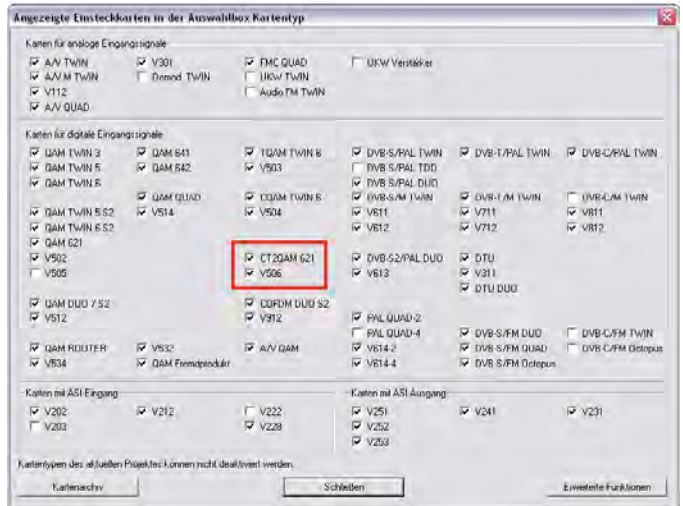 Angezeigte Einsteckkarten in der Auswahlbox Kartentyp
Karten für analoge Eingangssignale
A/V TWIN V301 FMC QUAD UKW Verstärker
A/V M TWIN Demod. TWIN UKW TWIN
V112 Audio FM TWIN
A/V QUAD
Karten für digitale Eingangssignale
QAM TWIN 3 QAM 641 TQAM TWIN 6 DVB-S/PAL TWIN DVB-T/PAL TWIN DVB-C/PAL TWIN
QAM TWIN 5 QAM 642 V503 DVB S/PAL TDD
QAM TWIN 6 DVB S/PAL DUO
QAM QUAD CQAM TWIN 6 DVB-S/M TWIN DVB-T/M TWIN DVB-C/M TWIN
QAM TWIN 5 S2 V514 V504 V611 V711 V811
QAM TWIN 6 S2 V612 V712 V812
QAM 621
V502 CT2QAM 621 DVB-S2/PAL DUO DTU
V505 V506 V613 V311
DTU DUO
QAM DUO 7 S2 COFDM DUO S2
V512 V912 PAL QUAD-2
PAL QUAD-4 DVB-S/FM DUO DVB-C/FM TWIN
QAM ROUTER V532 A/V QAM V614-2 DVB-S/FM QUAD DVB C/FM Octopus
V534 QAM Fremdprodukt V614-4 DVB S/FM Octopus
Karten mit ASI Eingang Karten mit ASI Ausgang
V202 V212 V222 V251 V241 V231
V203 V228 V252
V253
Kartentypen des aktuellen Projektes können nicht deaktiviert werden.
Kartenarchiv Schließen Erweiterte Funktionen